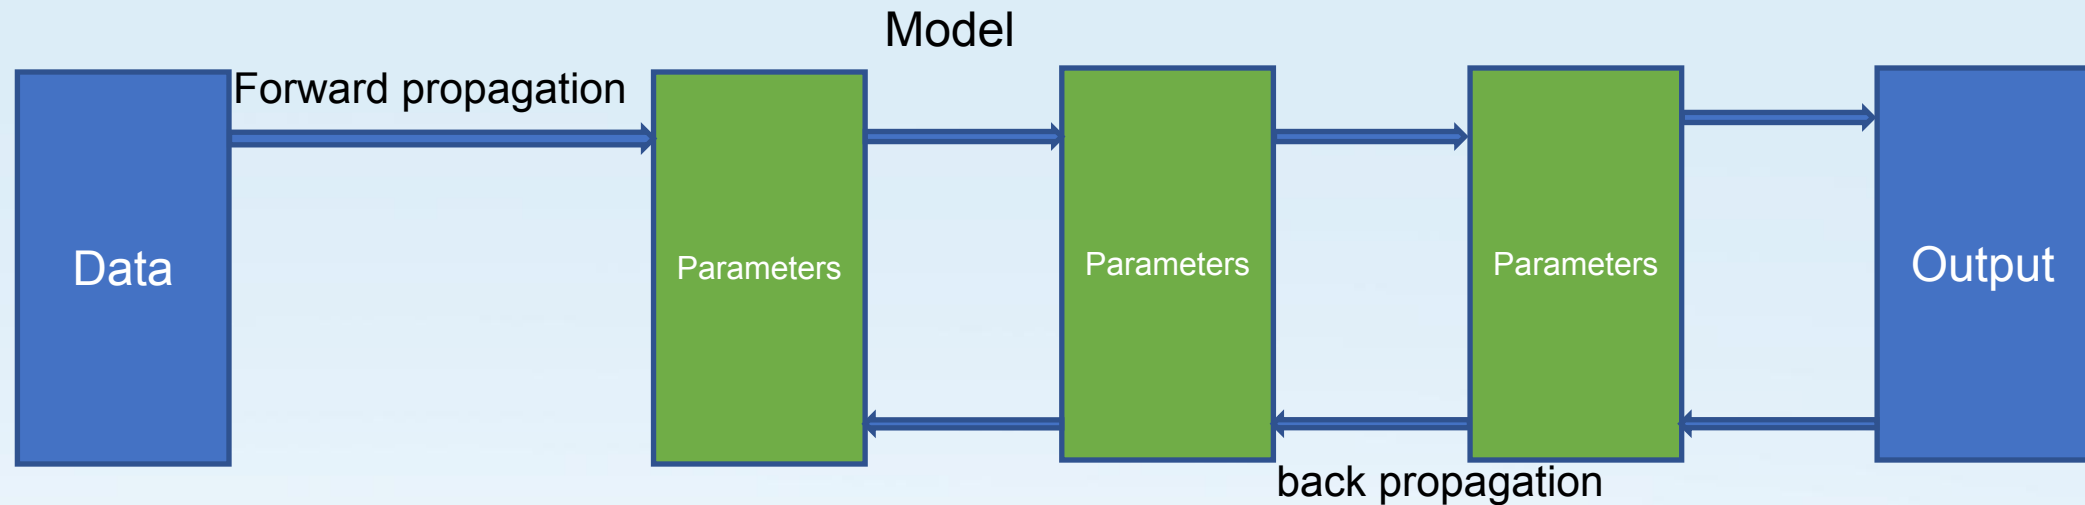 Model
Forward propagation
Data
Parameters
Parameters
Parameters
Output
back propagation